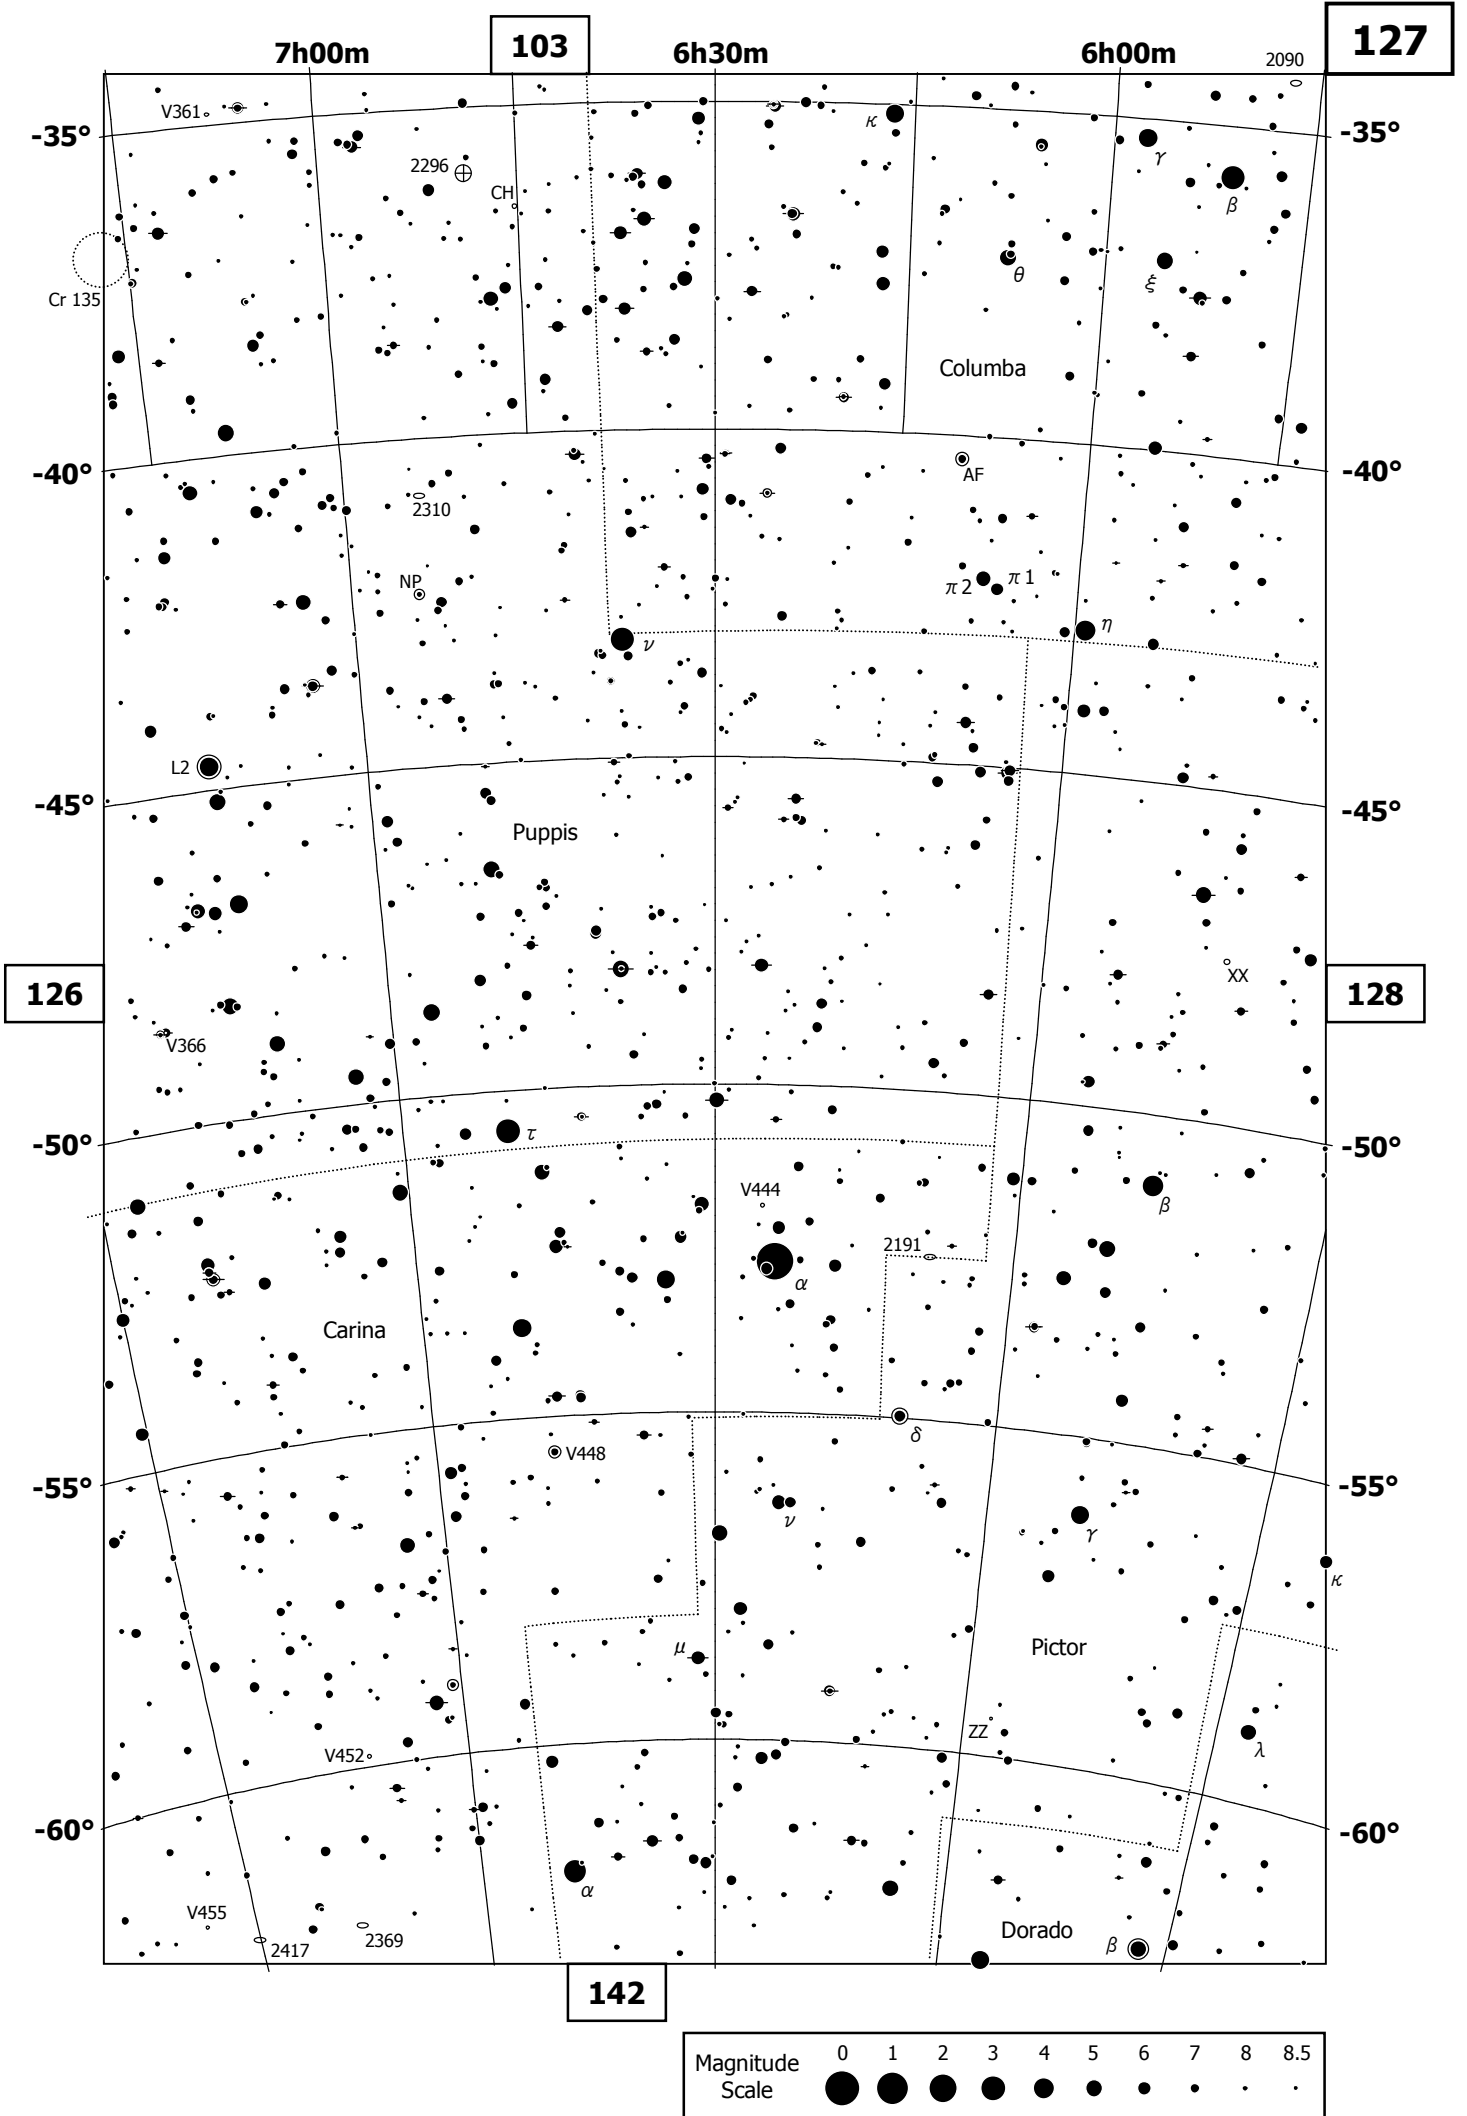 127
103
7h00m
6h30m
6h00m
2090
V361
κ
-35°
-35°
γ
2296
CH
β
θ
ξ
Cr 135
Columba
-40°
-40°
AF
2310
NP
π 2
π 1
ν
η
L2
-45°
-45°
Puppis
126
128
XX
V366
τ
-50°
-50°
V444
β
2191
α
Carina
δ
V448
-55°
-55°
ν
γ
κ
μ
Pictor
ZZ
λ
V452
-60°
-60°
α
V455
2417
2369
Dorado
β
142
Magnitude Scale
0 1 2 3 4 5 6 7 8 8.5